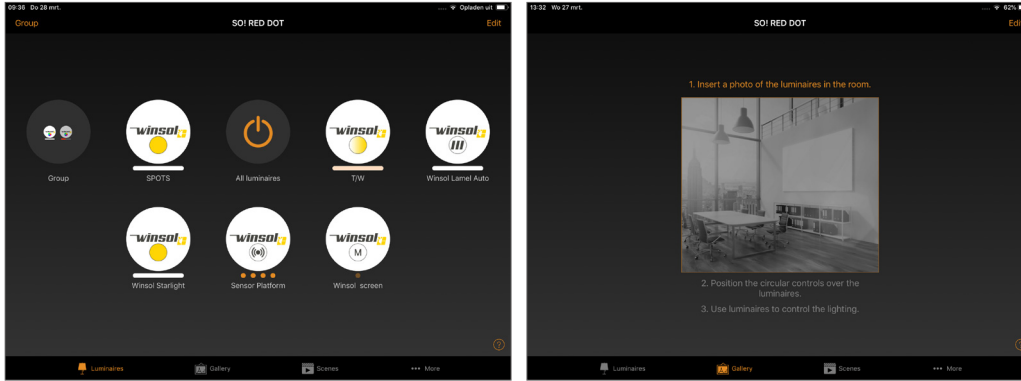 09:36 Do 28 mrt.
Opladen uit
Group
SO! RED DOT
Edit
winsol
winsol
winsol
Group
SPOTS
All luminaires
T/W
Winsol Lamel Auto
winsol
winsol
winsol
M
Winsol Starlight
Sensor Platform
Winsol screen
?
Luminaires
Gallery
Scenes
More
13:32 Wo 27 mrt.
62%
SO! RED DOT
Edit
1. Insert a photo of the luminaires in the room.
2. Position the circular controls over the
luminaires.
3. Use luminaires to control the lighting.
?
Luminaires
Gallery
Scenes
More